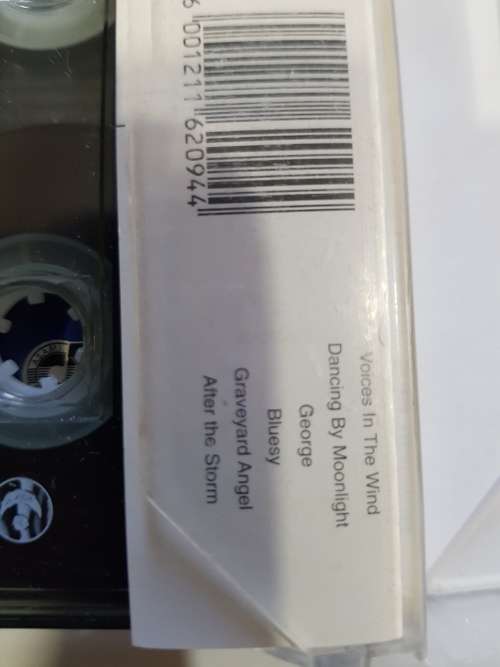 6 001211 620944
Voices In The Wind
Dancing By Moonlight
George
Bluesy
Graveyard Angel
After the Storm